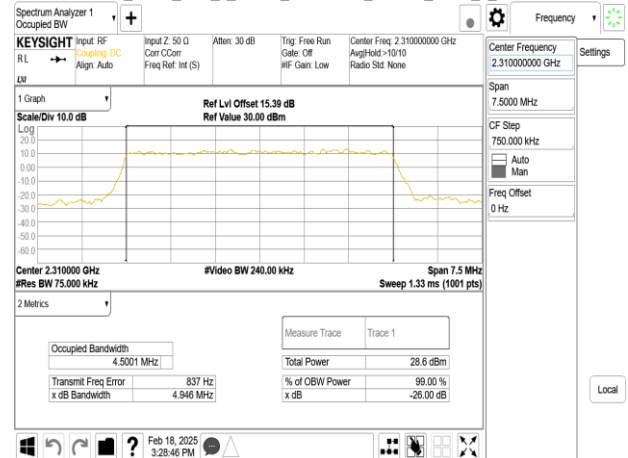 Spectrum Analyzer 1
Occupied BW
Frequency
KEYSIGHT
RL
LXI
Input: RF
Coupling: DC
Align: Auto
Input Z: 50 Ω
Corr CCorr
Freq Ref: Int (S)
Atten: 30 dB
Trig: Free Run
Gate: Off
#IF Gain: Low
Center Freq: 2.310000000 GHz
Avg|Hold:>10/10
Radio Std: None
Center Frequency
2.310000000 GHz
Settings
Span
7.5000 MHz
CF Step
750.000 kHz
Auto
Man
Freq Offset
0 Hz
Local
1 Graph
Scale/Div 10.0 dB
Ref Lvl Offset 15.39 dB
Ref Value 30.00 dBm
Log
20.0
10.0
0.00
-10.0
-20.0
-30.0
-40.0
-50.0
-60.0
Center 2.310000 GHz
#Video BW 240.00 kHz
Span 7.5 MHz
#Res BW 75.000 kHz
Sweep 1.33 ms (1001 pts)
2 Metrics
Measure Trace
Trace 1
Occupied Bandwidth
4.5001 MHz
Total Power
28.6 dBm
Transmit Freq Error
837 Hz
% of OBW Power
99.00 %
x dB Bandwidth
4.946 MHz
x dB
-26.00 dB
?
Feb 18, 2025
3:28:46 PM